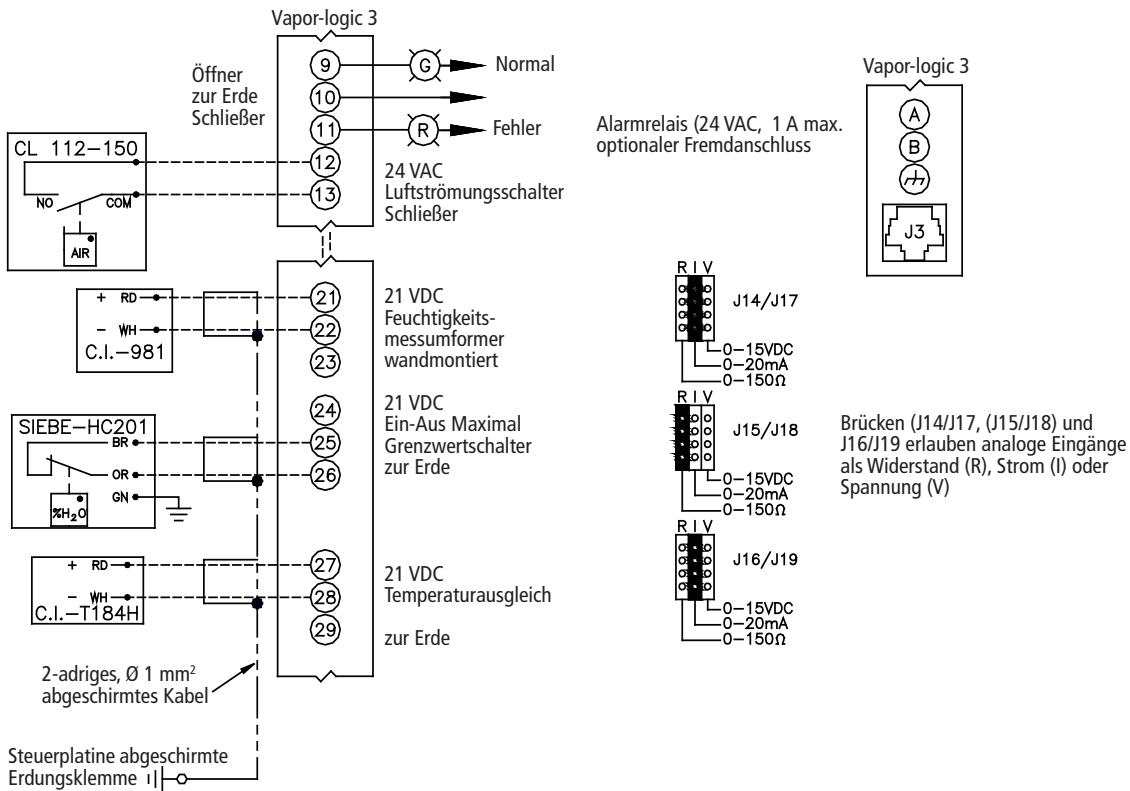 Vapor-logic 3
Öffner
zur Erde
Schließer
9
G
Normal
10
11
R
Fehler
12
13
24 VAC
Luftströmungsschalter
Schließer
CL 112-150
NO
COM
AIR
Alarmrelais (24 VAC, 1 A max.
optionaler Fremdanschluss
Vapor-logic 3
A
B
J3
+ RD
- WH
C.I.-981
21
22
23
21 VDC
Feuchtigkeits-
messumformer
wandmontiert
R I V
J14/J17
0-15VDC
0-20mA
0-150Ω
SIEBE-HC201
BR
OR
GN
%H₂O
24
25
26
21 VDC
Ein-Aus Maximal
Grenzwertschalter
zur Erde
R I V
J15/J18
0-15VDC
0-20mA
0-150Ω
Brücken (J14/J17, (J15/J18) und
J16/J19 erlauben analoge Eingänge
als Widerstand (R), Strom (I) oder
Spannung (V)
+ RD
- WH
C.I.-T184H
27
28
29
21 VDC
Temperaturausgleich
zur Erde
R I V
J16/J19
0-15VDC
0-20mA
0-150Ω
2-adriges, Ø 1 mm²
abgeschirmtes Kabel
Steuerplatine abgeschirmte
Erdungsklemme